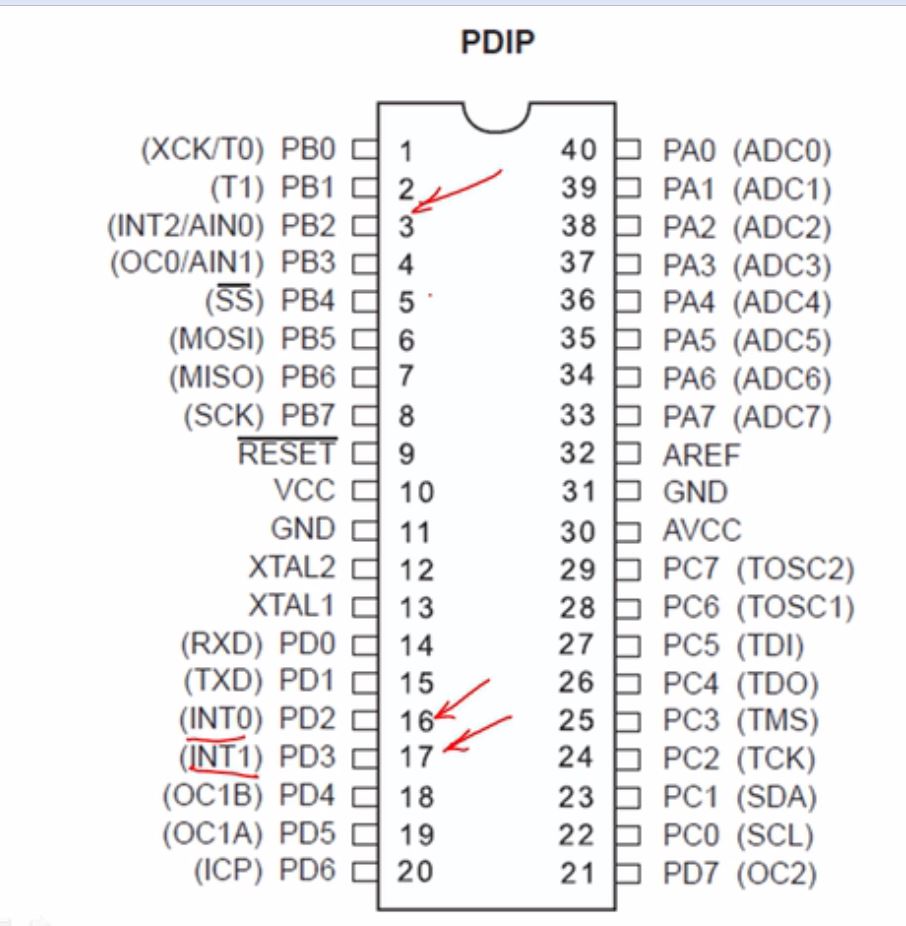 PDIP
(XCK/T0) PB0 1 40 PA0 (ADC0)
(T1) PB1 2 39 PA1 (ADC1)
(INT2/AIN0) PB2 3 38 PA2 (ADC2)
(OC0/AIN1) PB3 4 37 PA3 (ADC3)
(S̅S̅) PB4 5 36 PA4 (ADC4)
(MOSI) PB5 6 35 PA5 (ADC5)
(MISO) PB6 7 34 PA6 (ADC6)
(SCK) PB7 8 33 PA7 (ADC7)
R̅E̅S̅E̅T̅ 9 32 AREF
VCC 10 31 GND
GND 11 30 AVCC
XTAL2 12 29 PC7 (TOSC2)
XTAL1 13 28 PC6 (TOSC1)
(RXD) PD0 14 27 PC5 (TDI)
(TXD) PD1 15 26 PC4 (TDO)
(INT0) PD2 16 25 PC3 (TMS)
(INT1) PD3 17 24 PC2 (TCK)
(OC1B) PD4 18 23 PC1 (SDA)
(OC1A) PD5 19 22 PC0 (SCL)
(ICP) PD6 20 21 PD7 (OC2)